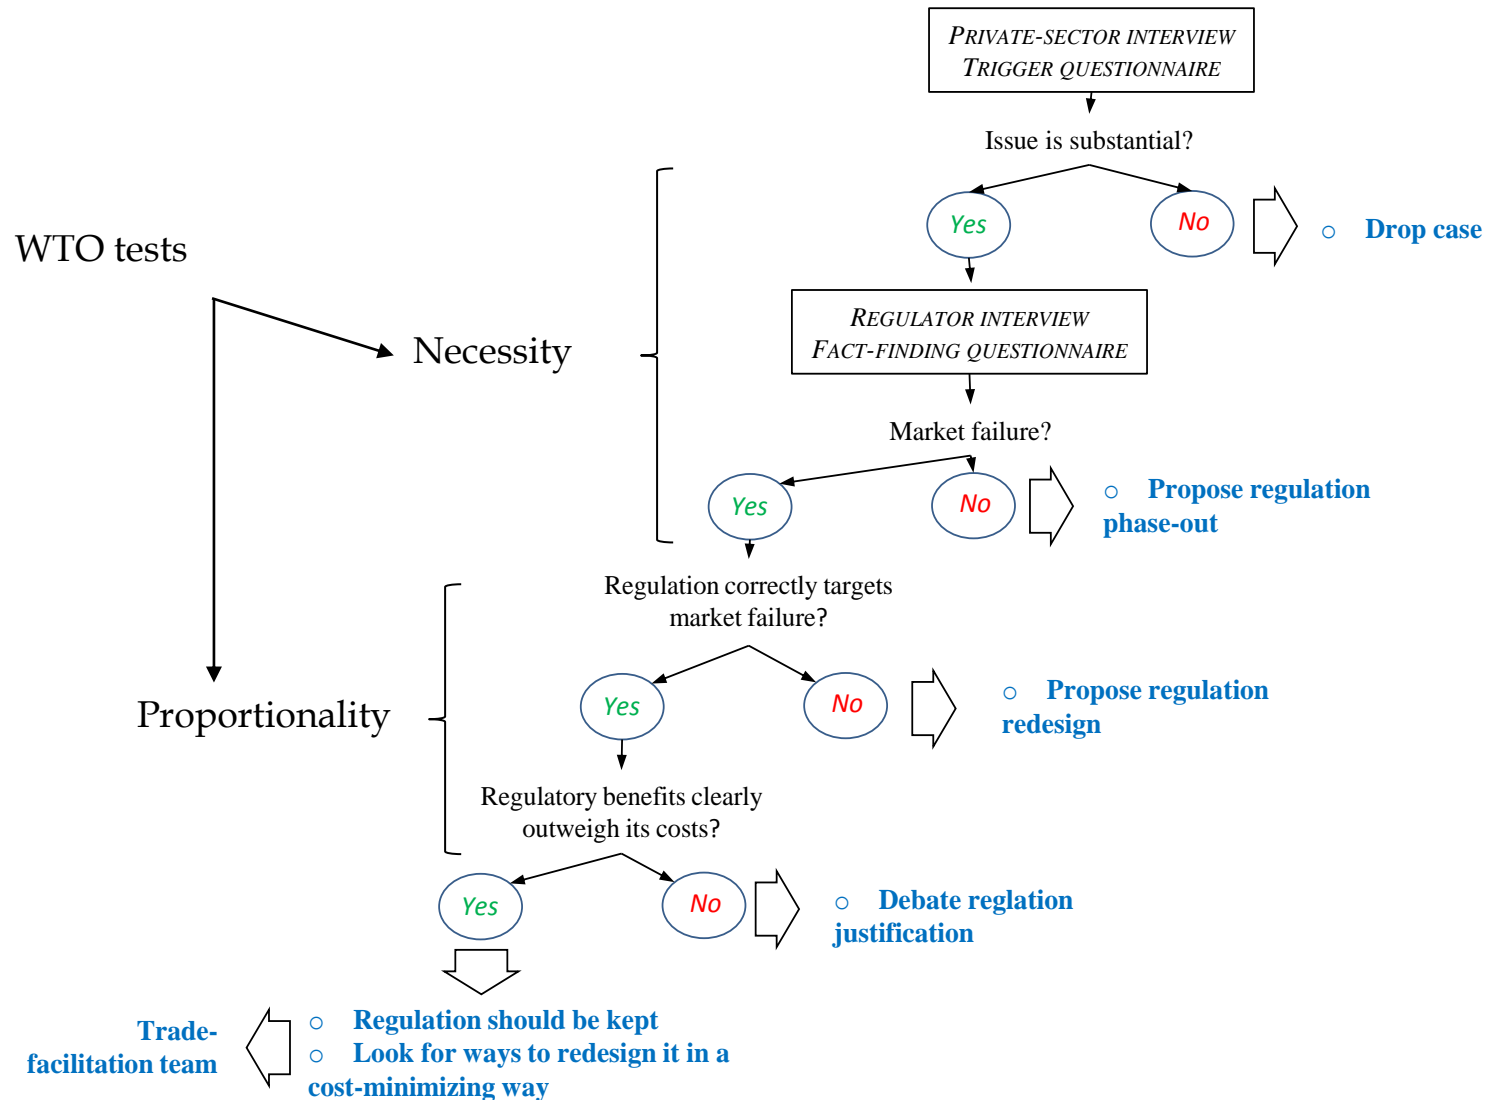 PRIVATE-SECTOR INTERVIEW
TRIGGER QUESTIONNAIRE
Issue is substantial?
Yes
No
○ Drop case
WTO tests
REGULATOR INTERVIEW
FACT-FINDING QUESTIONNAIRE
Necessity
Market failure?
Yes
No
○ Propose regulation
phase-out
Regulation correctly targets
market failure?
Yes
No
○ Propose regulation
redesign
Proportionality
Regulatory benefits clearly
outweigh its costs?
Yes
No
○ Debate reglation
justification
○ Regulation should be kept
○ Look for ways to redesign it in a
cost-minimizing way
Trade-
facilitation team